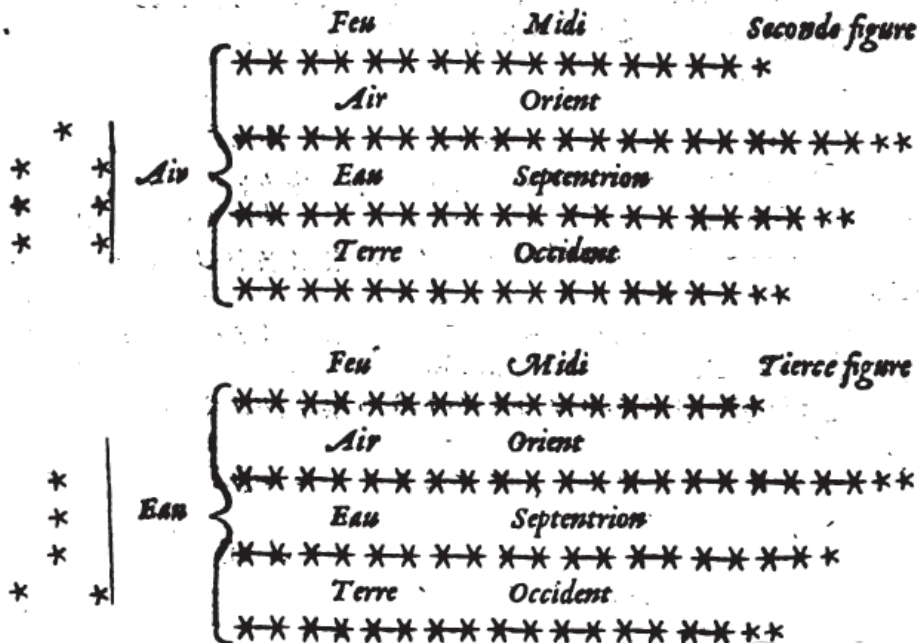 Feu Midi Seconde figure
Air Orient
Air
Eau Septentrion
Terre Occident
Feu Midi Tierce figure
Air Orient
Eau
Eau Septentrion
Terre Occident